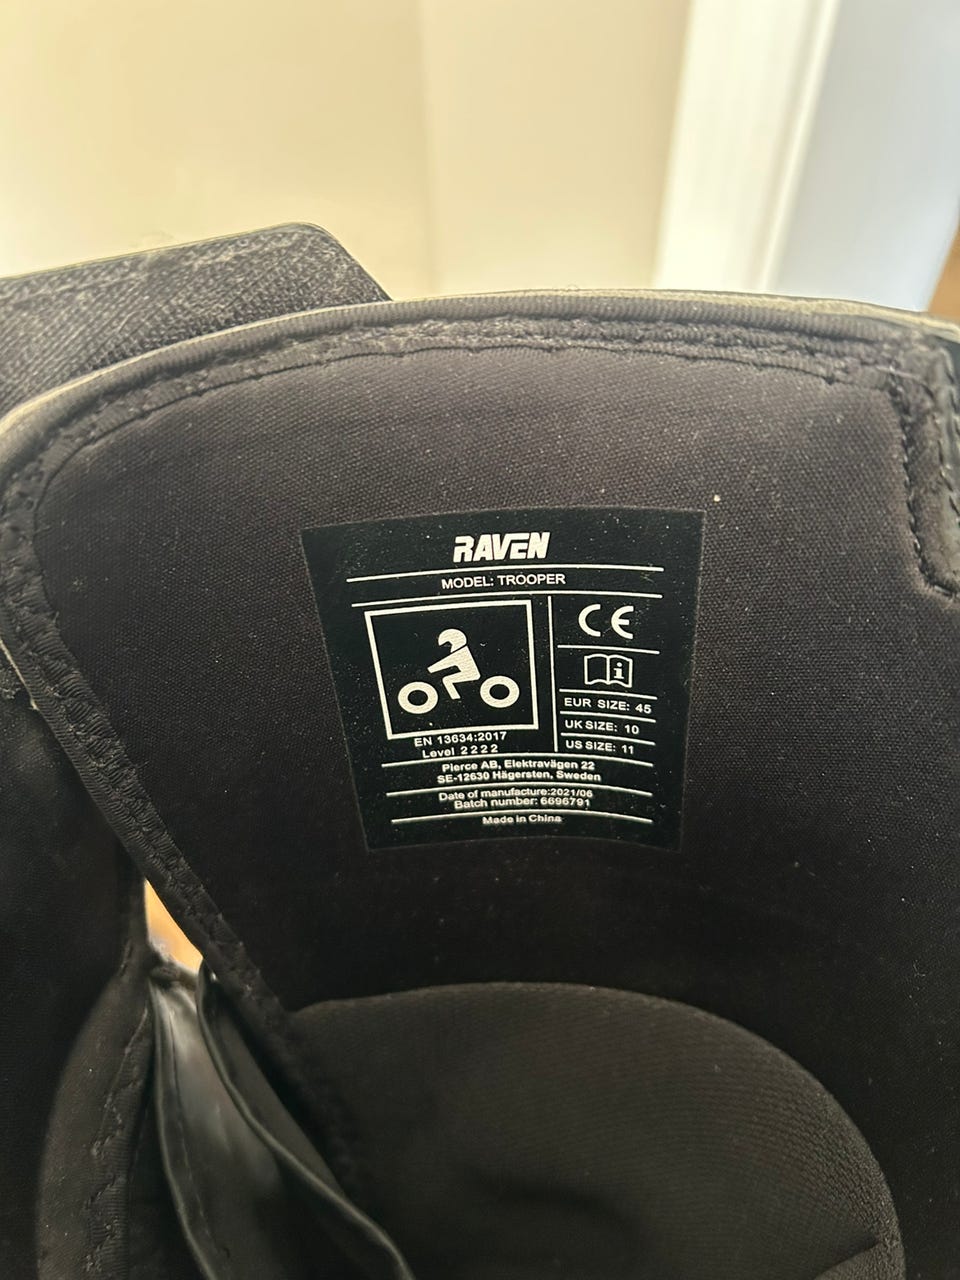 RAVEN
MODEL: TROOPER
CE
i
EUR SIZE: 45
UK SIZE: 10
US SIZE: 11
EN 13634:2017
Level 2 2 2 2
Pierce AB, Elektravägen 22
SE-12630 Hägersten, Sweden
Date of manufacture:2021/06
Batch number: 6696791
Made in China